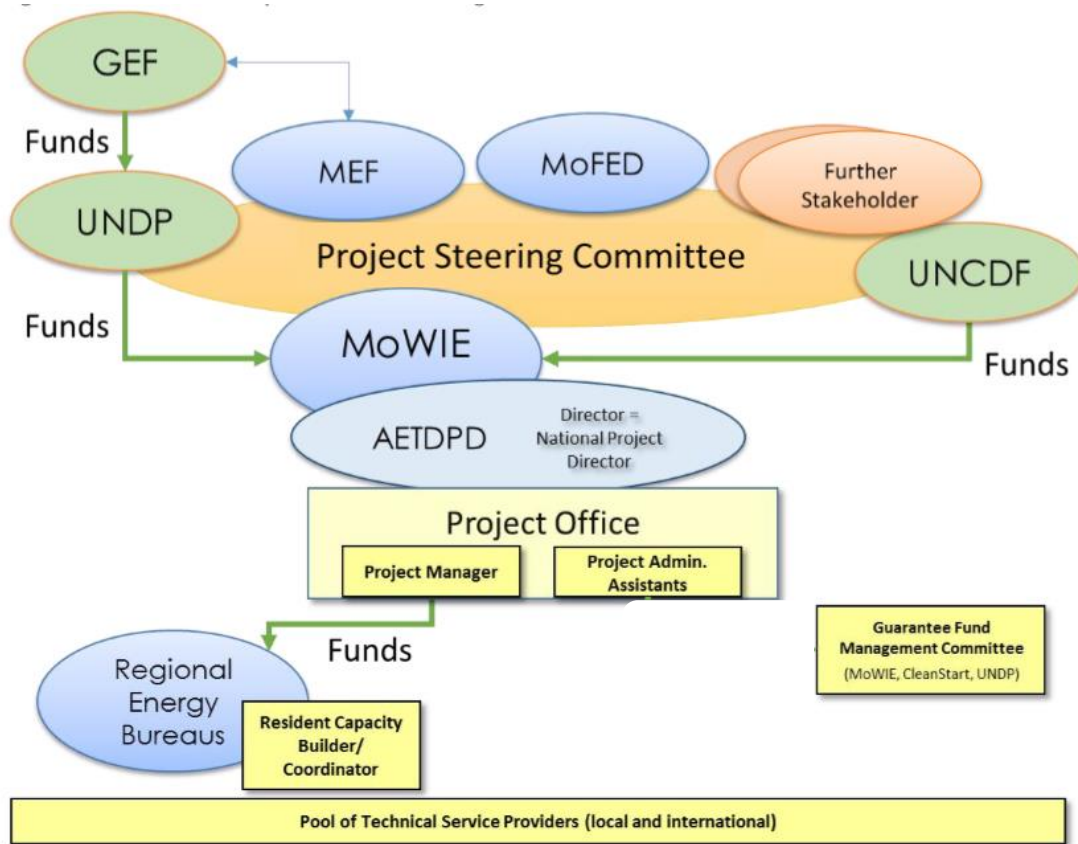 GEF
Funds
MEF
MoFED
Further
Stakeholder
UNDP
Project Steering Committee
UNCDF
Funds
MoWIE
Funds
AETDPD
Director =
National Project
Director
Project Office
Project Manager
Project Admin.
Assistants
Funds
Guarantee Fund
Management Committee
(MoWIE, CleanStart, UNDP)
Regional
Energy
Bureaus
Resident Capacity
Builder/
Coordinator
Pool of Technical Service Providers (local and international)